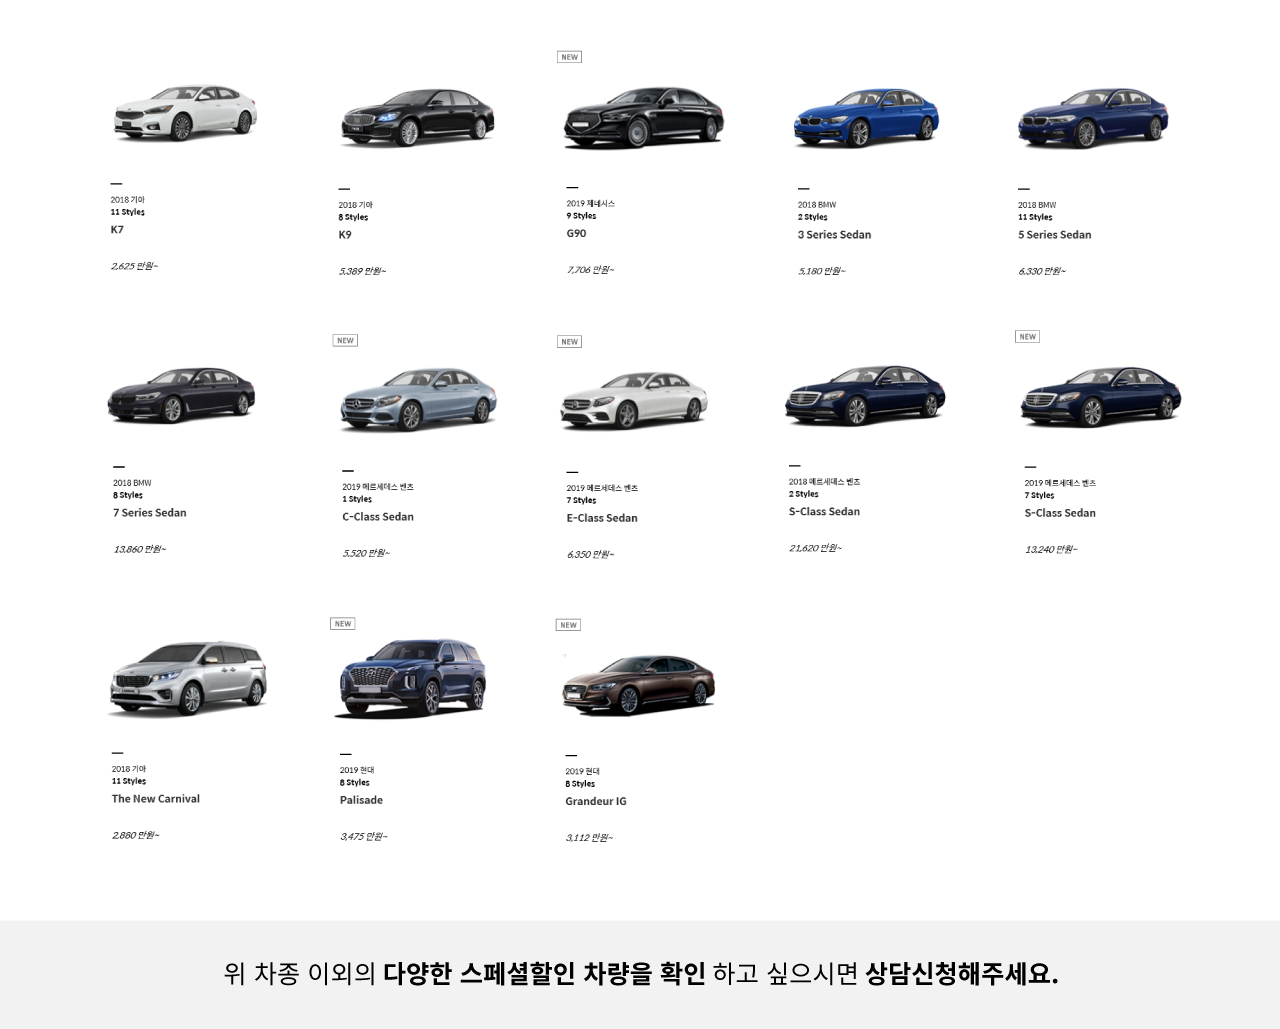 NEW
2018 기아
11 Styles
K7
2,625 만원~
2018 기아
8 Styles
K9
5,389 만원~
2019 제네시스
9 Styles
G90
7,706 만원~
2018 BMW
2 Styles
3 Series Sedan
5,180 만원~
2018 BMW
11 Styles
5 Series Sedan
6,330 만원~
NEW
NEW
NEW
2018 BMW
8 Styles
7 Series Sedan
13,860 만원~
2019 메르세데스 벤츠
1 Styles
C-Class Sedan
5,520 만원~
2019 메르세데스 벤츠
7 Styles
E-Class Sedan
6,350 만원~
2018 메르세데스 벤츠
2 Styles
S-Class Sedan
21,620 만원~
2019 메르세데스 벤츠
7 Styles
S-Class Sedan
13,240 만원~
NEW
NEW
2018 기아
11 Styles
The New Carnival
2,880 만원~
2019 현대
8 Styles
Palisade
3,475 만원~
2019 현대
8 Styles
Grandeur IG
3,112 만원~
위 차종 이외의 다양한 스페셜할인 차량을 확인 하고 싶으시면 상담신청해주세요.